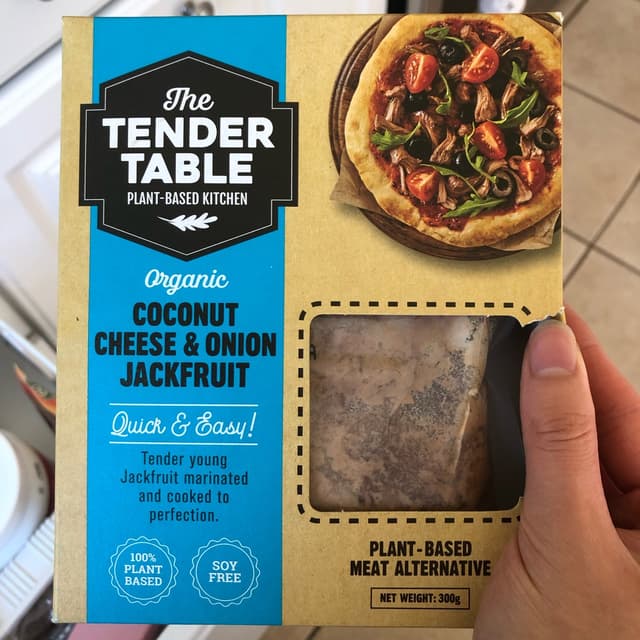 The
TENDER
TABLE
PLANT-BASED KITCHEN
Organic
COCONUT
CHEESE & ONION
JACKFRUIT
Quick & Easy!
Tender young
Jackfruit marinated
and cooked to
perfection.
100%
PLANT
BASED
SOY
FREE
PLANT-BASED
MEAT ALTERNATIVE
NET WEIGHT: 300g